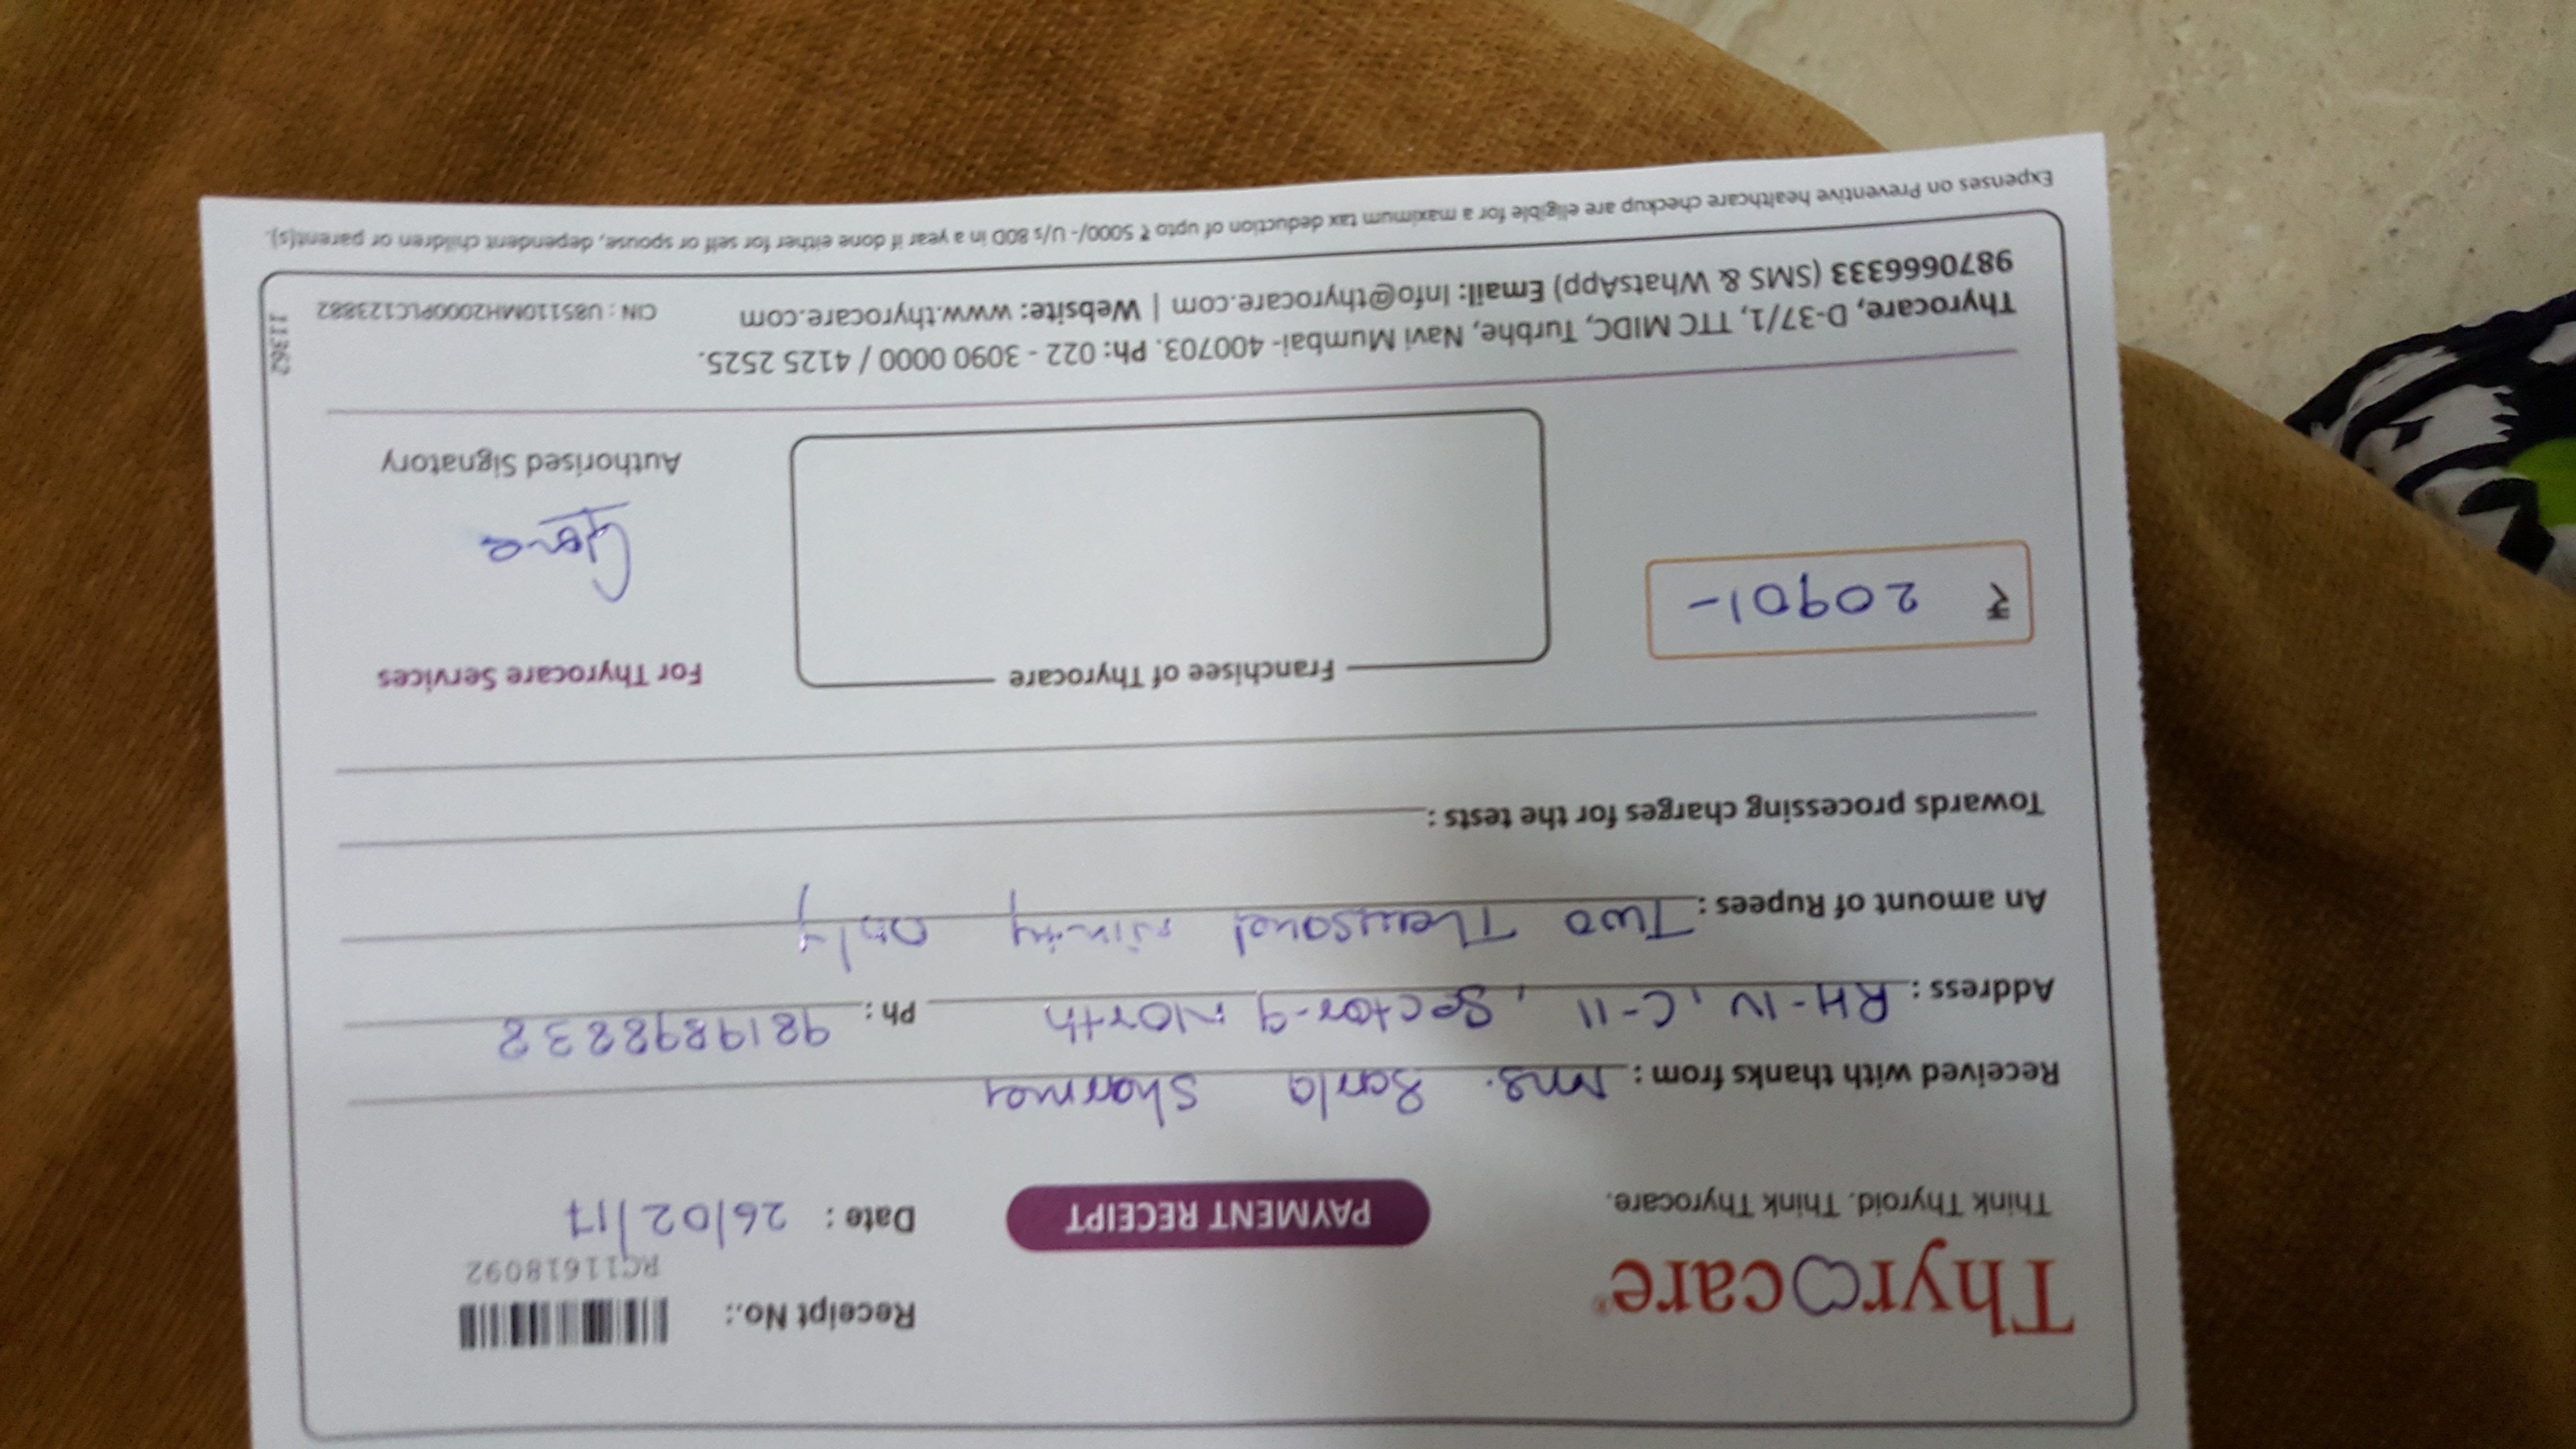 Thyrocare®
Think Thyroid. Think Thyrocare.
PAYMENT RECEIPT
Receipt No.:
RC11618092
Date : 26/02/17
Received with thanks from : Ms. Sarla Sharma
Address : RH-IV, C-11, Sector-9 North Ph : 9819898238
An amount of Rupees : Two Thousand ninty only
Towards processing charges for the tests :
₹ 2090/-
Franchisee of Thyrocare
For Thyrocare Services
Authorised Signatory
Thyrocare, D-37/1, TTC MIDC, Turbhe, Navi Mumbai- 400703. Ph: 022 - 3090 0000 / 4125 2525.
9870666333 (SMS & WhatsApp) Email: Info@thyrocare.com | Website: www.thyrocare.com CIN : U85110MH2000PLC123882
11362
Expenses on Preventive healthcare checkup are eligible for a maximum tax deduction of upto ₹ 5000/- U/s 80D in a year if done either for self or spouse, dependent children or parent(s).